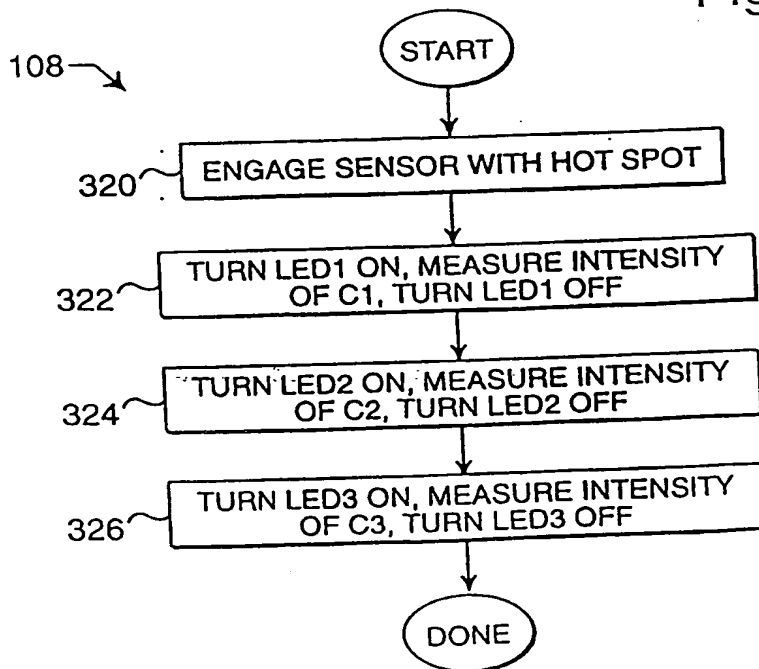 START
108
ENGAGE SENSOR WITH HOT SPOT
320
TURN LED1 ON, MEASURE INTENSITY
OF C1, TURN LED1 OFF
322
TURN LED2 ON, MEASURE INTENSITY
OF C2, TURN LED2 OFF
324
TURN LED3 ON, MEASURE INTENSITY
OF C3, TURN LED3 OFF
326
DONE